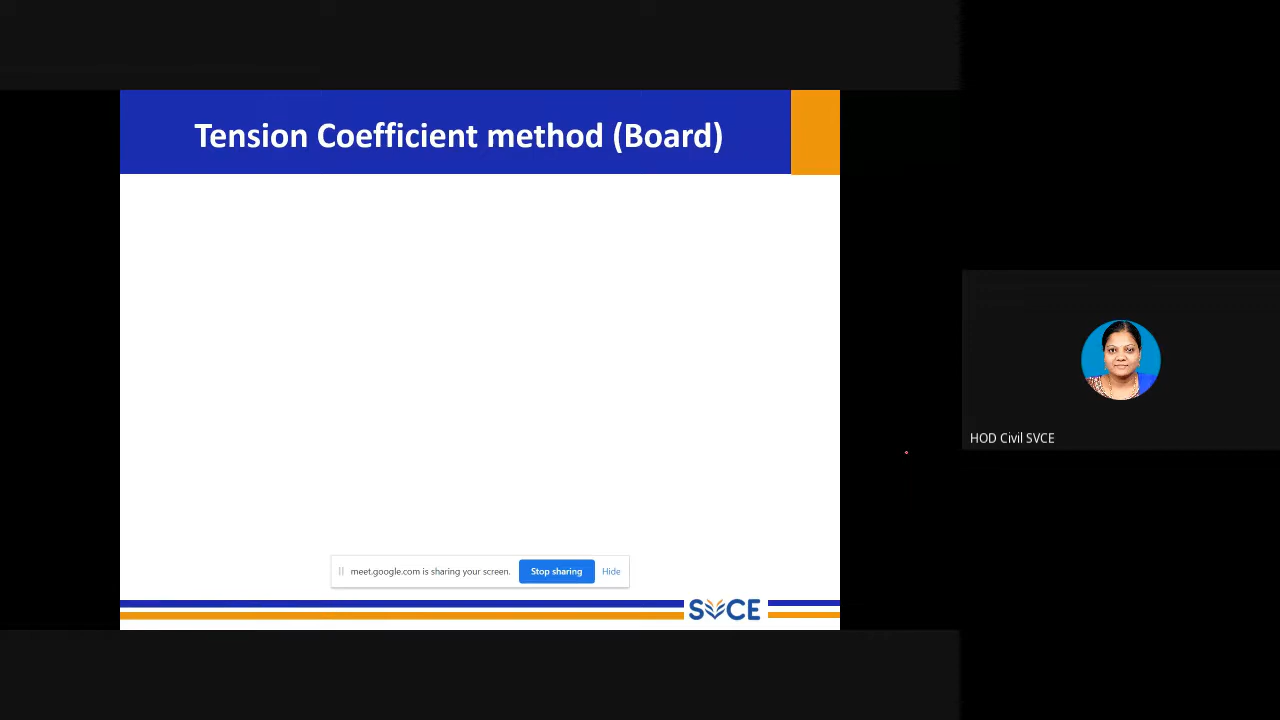 Tension Coefficient method (Board)
HOD Civil SVCE
meet.google.com is sharing your screen. Stop sharing Hide
SVCE